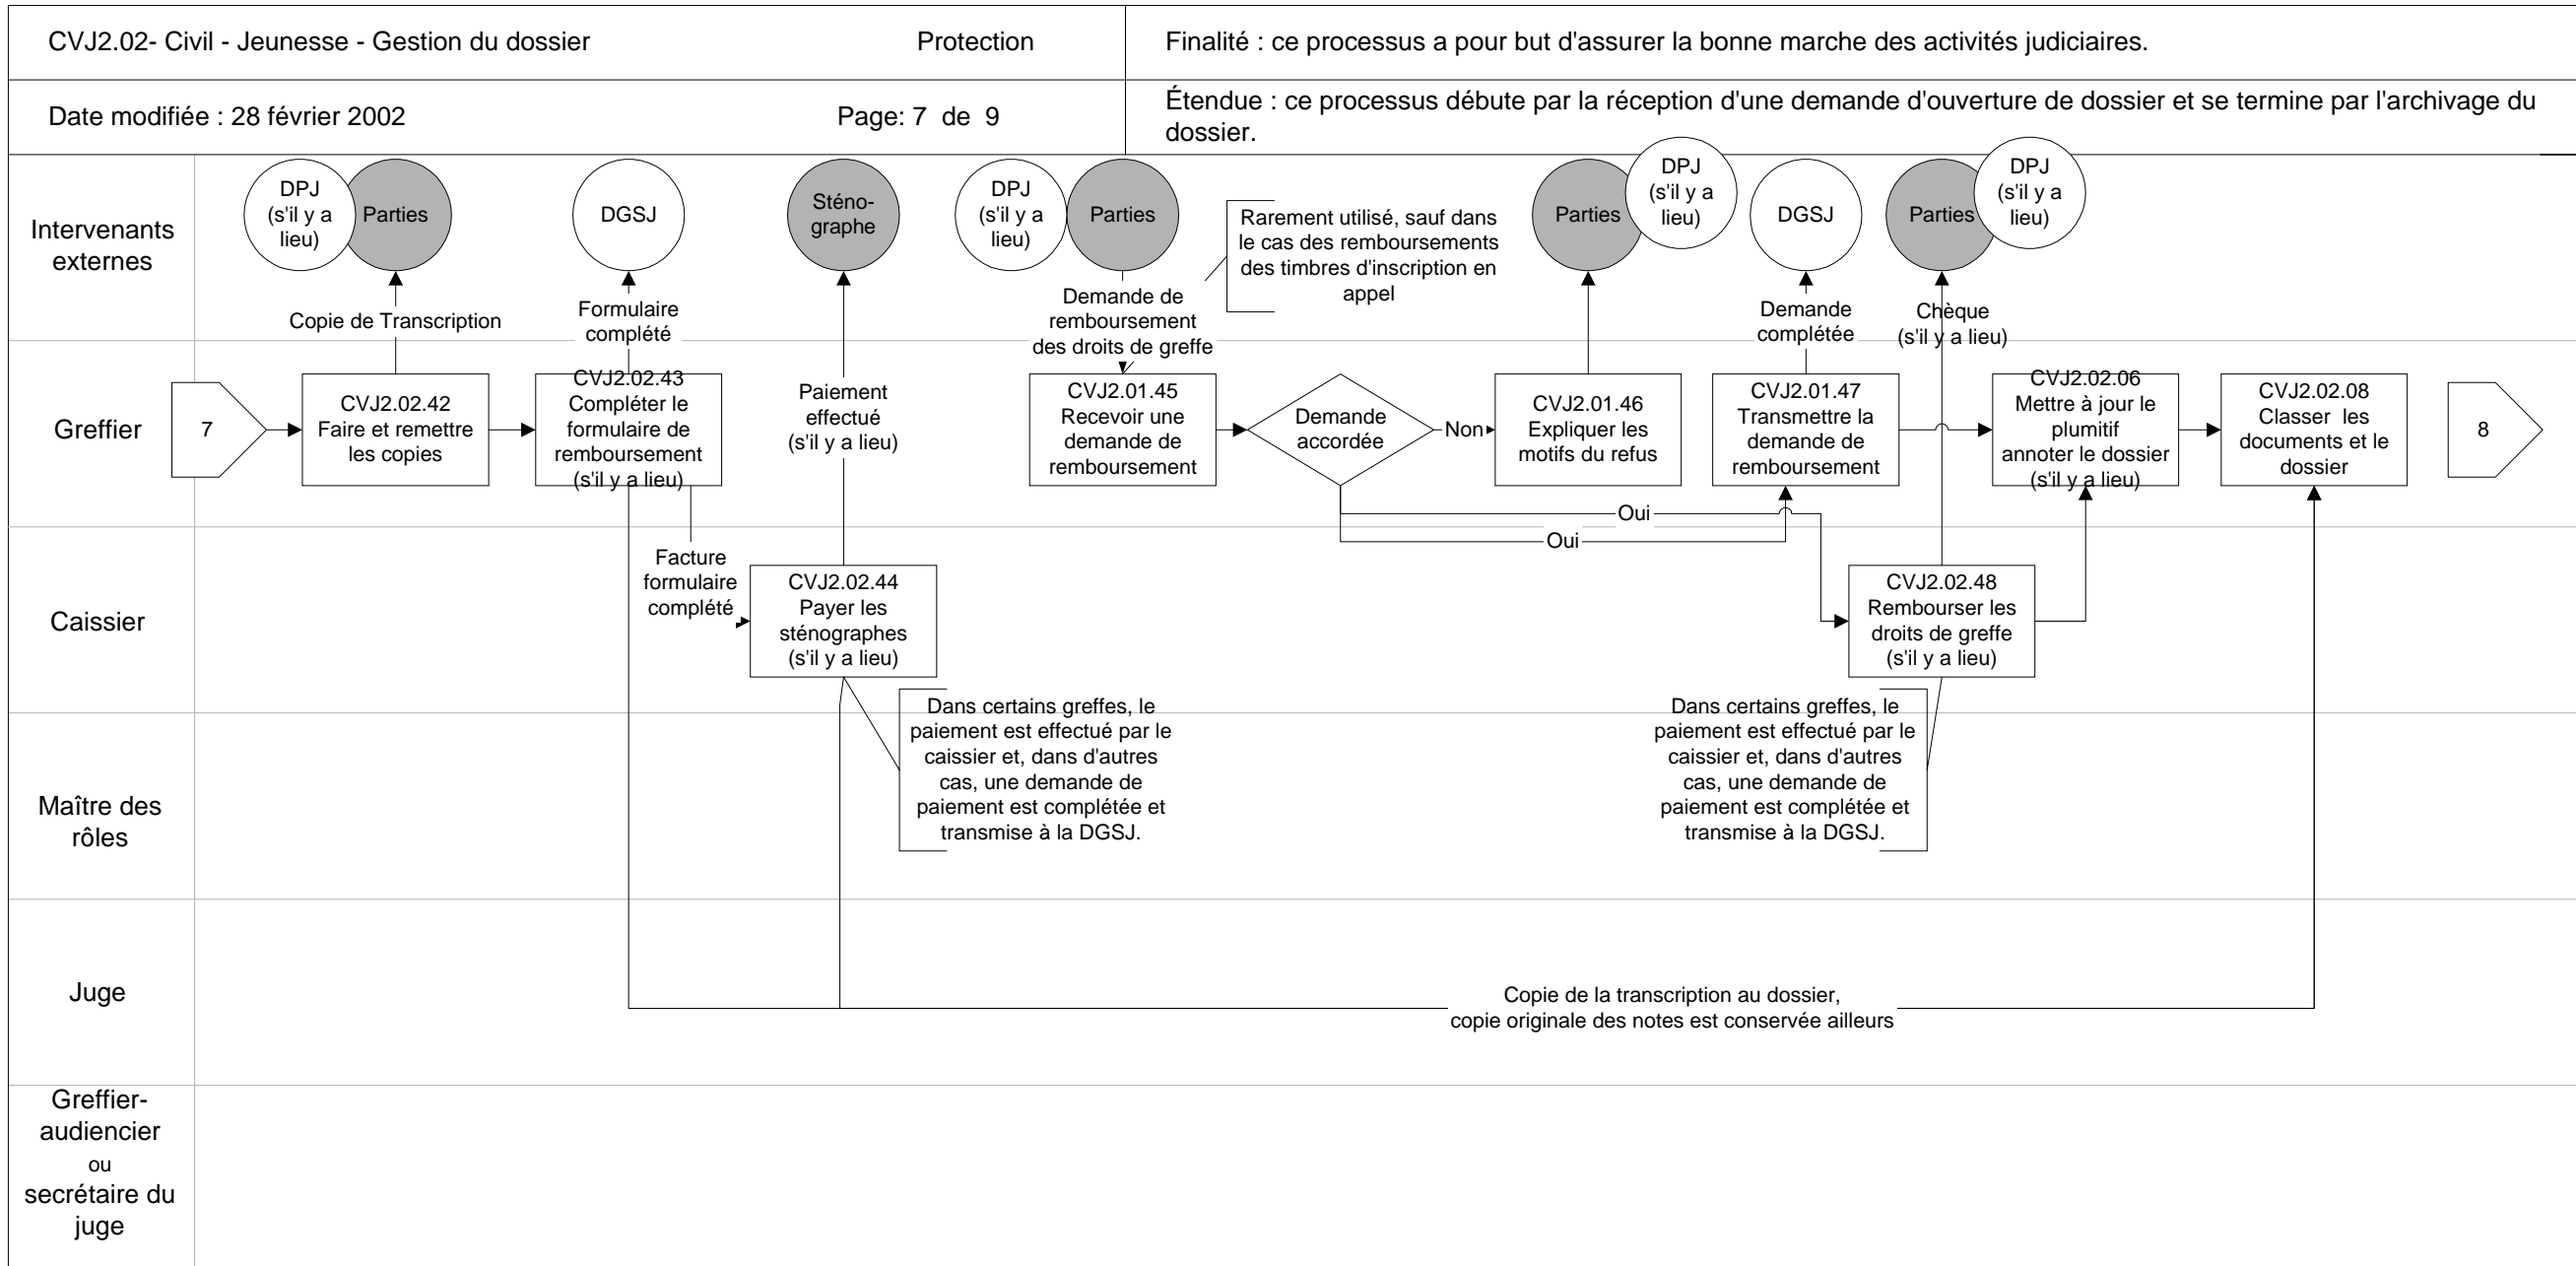 CVJ2.02- Civil - Jeunesse - Gestion du dossier
Protection
Finalité : ce processus a pour but d'assurer la bonne marche des activités judiciaires.
Date modifiée : 28 février 2002
Page: 7 de 9
Étendue : ce processus débute par la réception d'une demande d'ouverture de dossier et se termine par l'archivage du
dossier.
Intervenants
externes
DPJ
(s'il y a
lieu)
Parties
DGSJ
Sténo-
graphe
DPJ
(s'il y a
lieu)
Parties
Rarement utilisé, sauf dans
le cas des remboursements
des timbres d'inscription en
appel
Parties
DPJ
(s'il y a
lieu)
DGSJ
Parties
DPJ
(s'il y a
lieu)
Copie de Transcription
Formulaire
complété
Paiement
effectué
(s'il y a lieu)
Demande de
remboursement
des droits de greffe
Demande
complétée
Chèque
(s'il y a lieu)
Greffier
7
CVJ2.02.42
Faire et remettre
les copies
CVJ2.02.43
Compléter le
formulaire de
remboursement
(s'il y a lieu)
CVJ2.01.45
Recevoir une
demande de
remboursement
Demande
accordée
Non
CVJ2.01.46
Expliquer les
motifs du refus
CVJ2.01.47
Transmettre la
demande de
remboursement
CVJ2.02.06
Mettre à jour le
plumitif
annoter le dossier
(s'il y a lieu)
CVJ2.02.08
Classer les
documents et le
dossier
8
Oui
Oui
Caissier
Facture
formulaire
complété
CVJ2.02.44
Payer les
sténographes
(s'il y a lieu)
CVJ2.02.48
Rembourser les
droits de greffe
(s'il y a lieu)
Dans certains greffes, le
paiement est effectué par le
caissier et, dans d'autres
cas, une demande de
paiement est complétée et
transmise à la DGSJ.
Dans certains greffes, le
paiement est effectué par le
caissier et, dans d'autres
cas, une demande de
paiement est complétée et
transmise à la DGSJ.
Maître des
rôles
Juge
Copie de la transcription au dossier,
copie originale des notes est conservée ailleurs
Greffier-
audiencier
ou
secrétaire du
juge